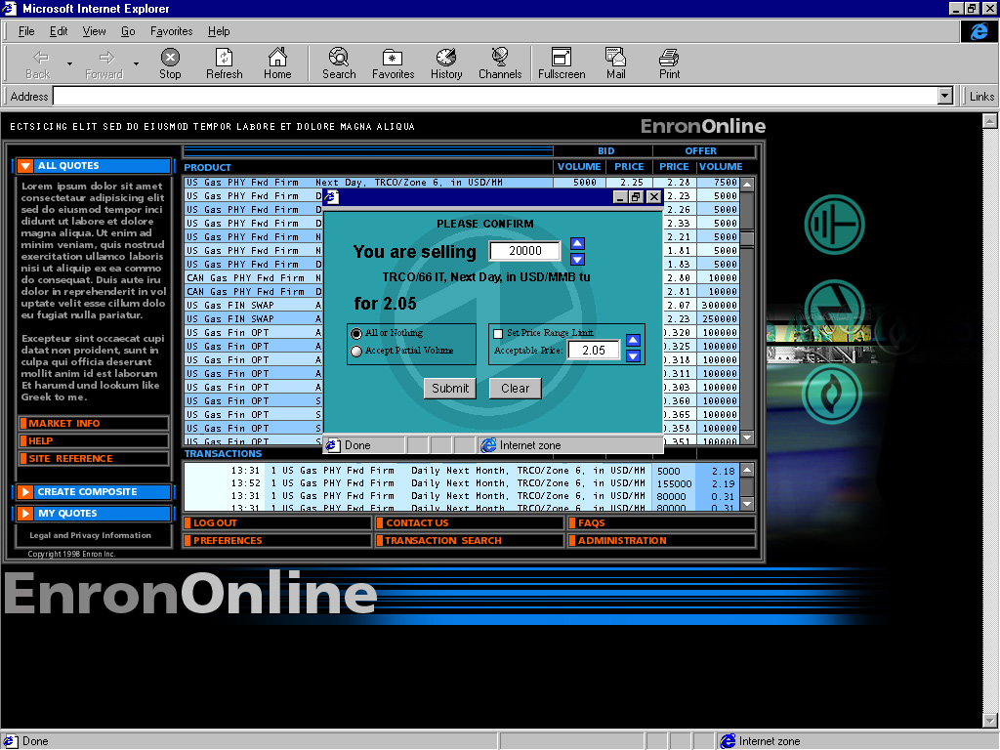 Microsoft Internet Explorer
File Edit View Go Favorites Help
Back Forward Stop Refresh Home Search Favorites History Channels Fullscreen Mail Print
Address Links
ECTSICING ELIT SED DO EIUSMOD TEMPOR LABORE ET DOLORE MAGNA ALIQUA
EnronOnline
ALL QUOTES
Lorem ipsum dolor sit amet
consectetaur adipisicing elit
sed do eiusmod tempor inci
didunt ut labore et dolore
magna aliqua. Ut enim ad
minim veniam, quis nostrud
exercitation ullamco laboris
nisi ut aliquip ex ea commo
do consequat. Duis aute iru
dolor in reprehenderit in vol
uptate velit esse cillum dolo
eu fugiat nulla pariatur.
Excepteur sint occaecat cupi
datat non proident, sunt in
culpa qui officia deserunt
mollit anim id est laborum
Et harumd und lookum like
Greek to me.
MARKET INFO
HELP
SITE REFERENCE
CREATE COMPOSITE
MY QUOTES
Legal and Privacy Information
Copyright 1998 Enron Inc.
BID OFFER
PRODUCT VOLUME PRICE PRICE VOLUME
US Gas PHY Fwd Firm Next Day, TRCO/Zone 6, in USD/MM 5000 2.25 2.28 7500
US Gas PHY Fwd Firm D 2.23 5000
US Gas PHY Fwd Firm D 2.26 5000
US Gas PHY Fwd Firm D 2.33 5000
US Gas PHY Fwd Firm N 2.21 5000
US Gas PHY Fwd Firm N 1.81 5000
US Gas PHY Fwd Firm N 1.83 5000
CAN Gas PHY Fwd Firm N 2.80 10000
CAN Gas PHY Fwd Firm D 2.81 10000
US Gas FIN SWAP A 2.07 300000
US Gas FIN SWAP A 2.23 250000
US Gas Fin OPT A 0.320 100000
US Gas Fin OPT A 0.325 100000
US Gas Fin OPT A 0.354 100000
US Gas Fin OPT A 0.318 100000
US Gas Fin OPT A 0.311 100000
US Gas Fin OPT A 0.303 100000
US Gas Fin OPT S 0.360 100000
US Gas Fin OPT S 0.365 100000
US Gas Fin OPT S 0.358 100000
US Gas Fin OPT S 0.351 100000
PLEASE CONFIRM
You are selling 20000
TRCO/66 IT, Next Day, in USD/MMB tu
for 2.05
All or Nothing
Accept Partial Volume
Set Price Range Limit
Acceptable Price: 2.05
Submit Clear
Done Internet zone
TRANSACTIONS
13:31 1 US Gas PHY Fwd Firm Daily Next Month, TRCO/Zone 6, in USD/MM 5000 2.18
13:52 1 US Gas PHY Fwd Firm Daily Next Month, TRCO/Zone 6, in USD/MM 155000 2.19
13:31 1 US Gas PHY Fwd Firm Daily Next Month, TRCO/Zone 6, in USD/MM 80000 0.31
13:31 1 US Gas PHY Fwd Firm Daily Next Month, TRCO/Zone 6, in USD/MM 80000 0.31
LOG OUT CONTACT US FAQS
PREFERENCES TRANSACTION SEARCH ADMINISTRATION
EnronOnline
Done Internet zone